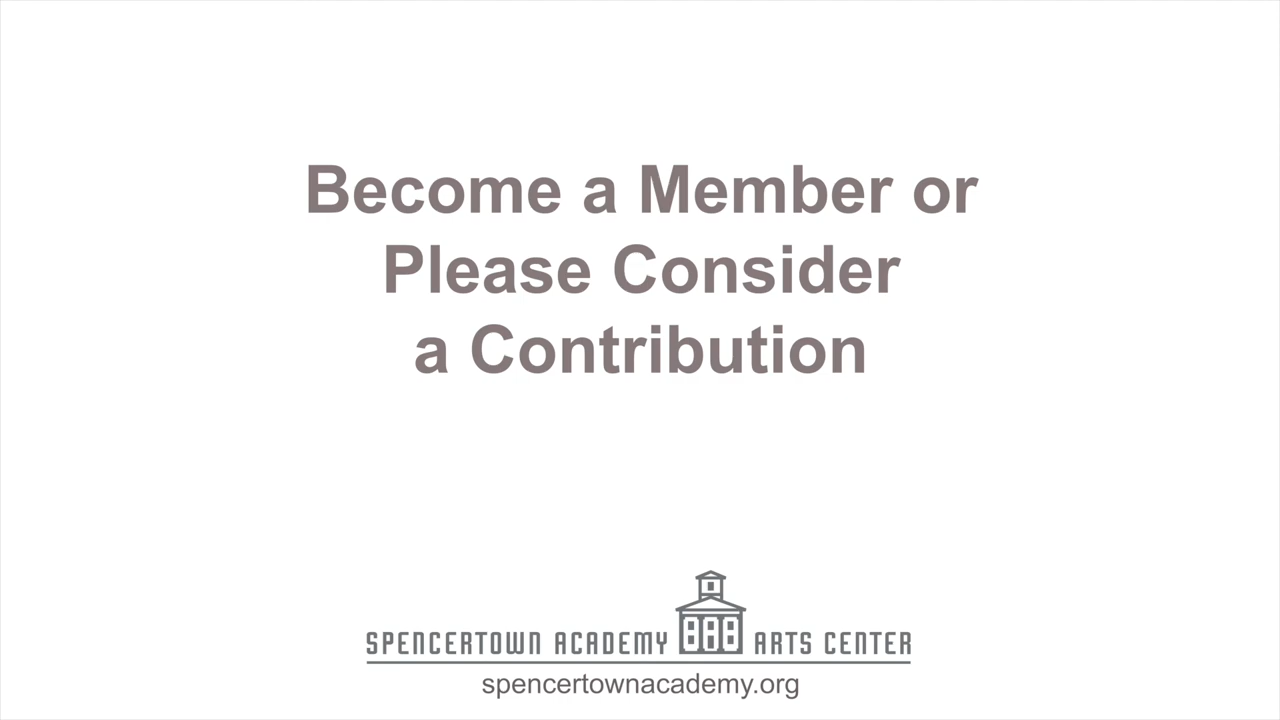 Become a Member or
Please Consider
a Contribution
SPENCERTOWN ACADEMY ARTS CENTER
spencertownacademy.org